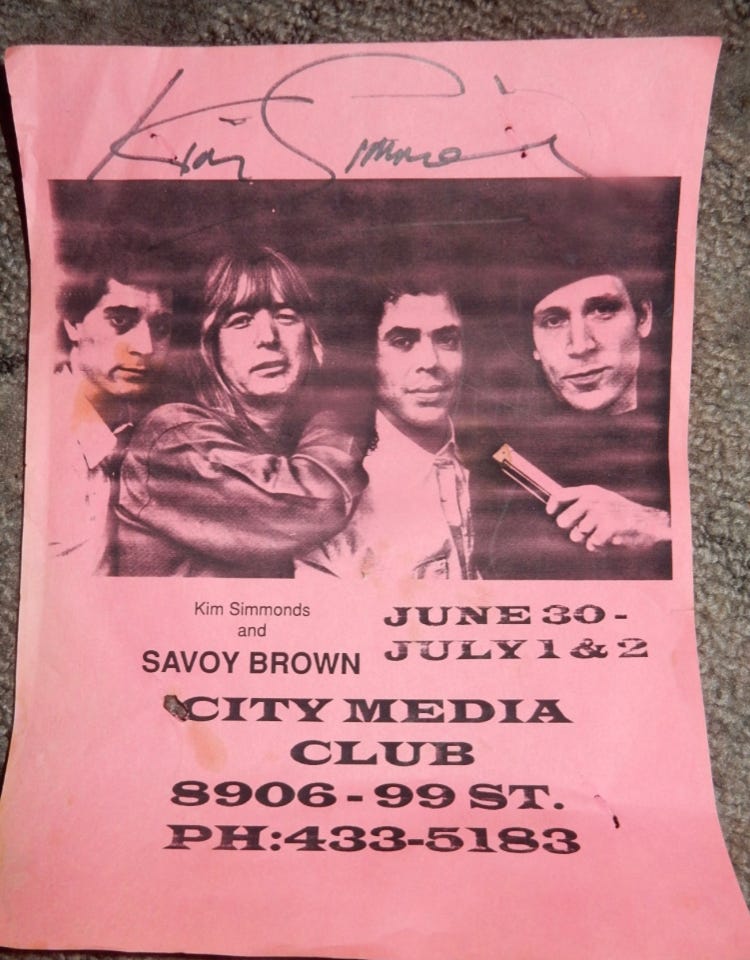 Kim Simmonds
Kim Simmonds
and
SAVOY BROWN
JUNE 30 -
JULY 1 & 2
CITY MEDIA
CLUB
8906 - 99 ST.
PH:433-5183